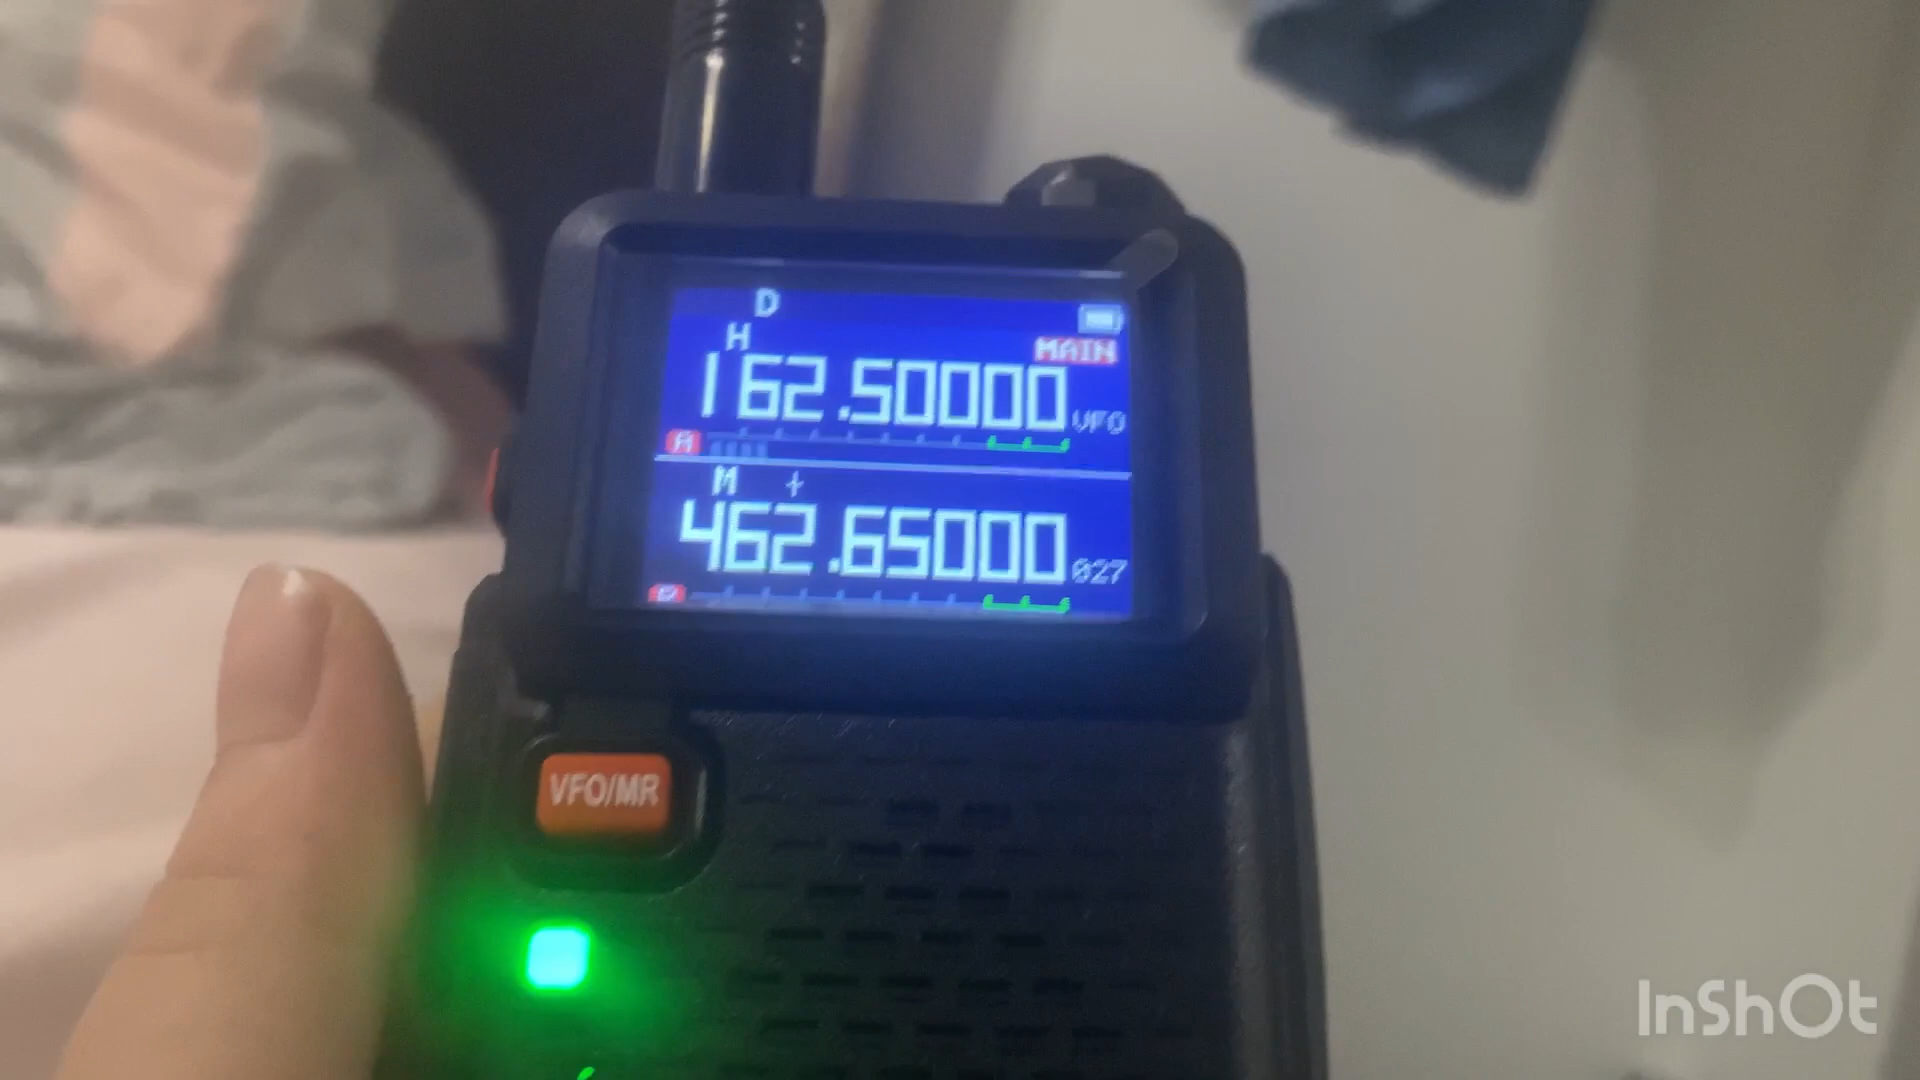 D
H MAIN
162.50000 VFO
A
M +
462.65000 027
VFO/MR
InShOt